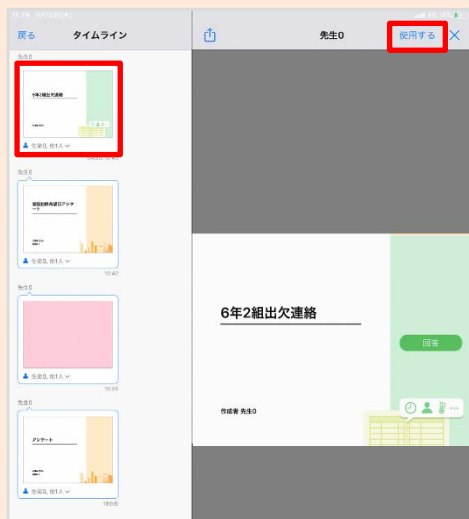 戻る
タイムライン
先生0
使用する
先生0
6年2組出欠連絡
生徒0, 他1人
先生0
生徒0, 他1人
10:40
先生0
生徒0, 他1人
先生0
アンケート
生徒0, 他1人
6年2組出欠連絡
回答
作成者 先生0